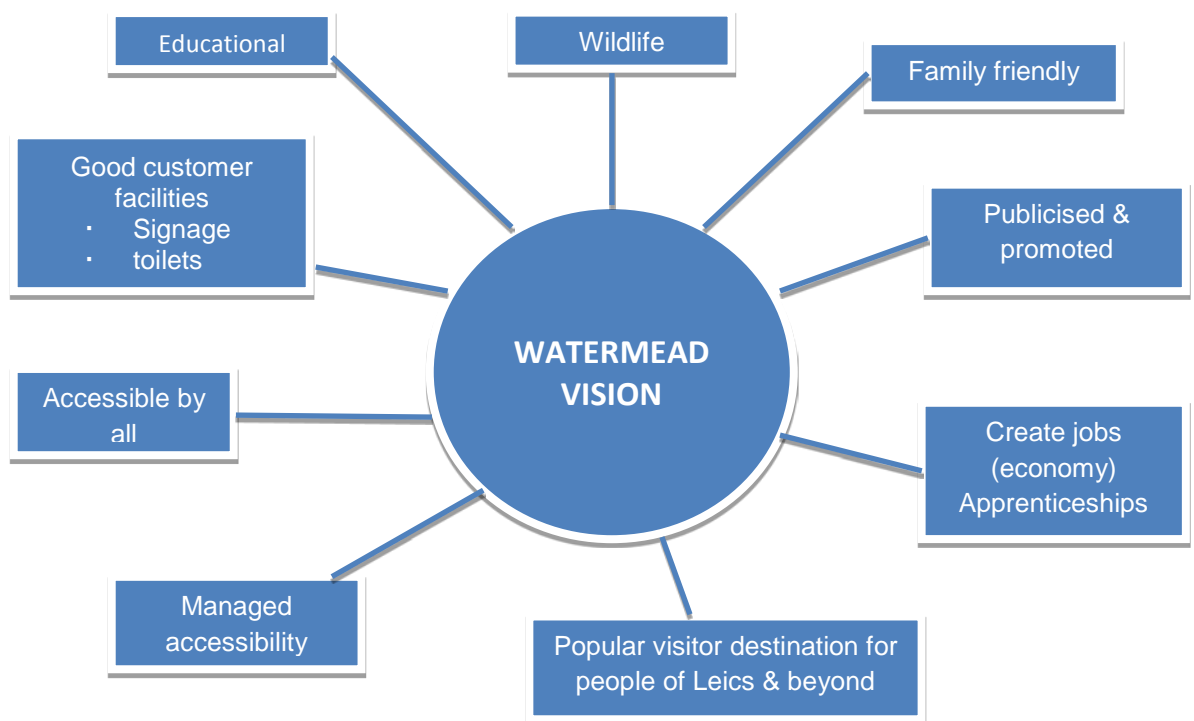 Educational
Wildlife
Family friendly
Good customer
facilities
· Signage
· toilets
Publicised &
promoted
WATERMEAD
VISION
Accessible by
all
Create jobs
(economy)
Apprenticeships
Managed
accessibility
Popular visitor destination for
people of Leics & beyond